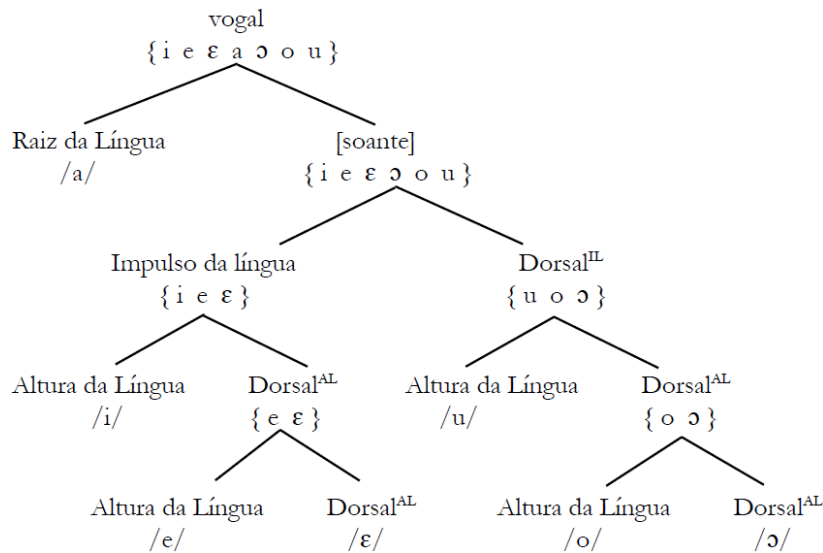 vogal
{ i e ɛ a ɔ o u }
Raiz da Língua [soante]
/a/ { i e ɛ ɔ o u }
Impulso da língua Dorsal^IL
{ i e ɛ } { u o ɔ }
Altura da Língua Dorsal^AL Altura da Língua Dorsal^AL
/i/ { e ɛ } /u/ { o ɔ }
Altura da Língua Dorsal^AL Altura da Língua Dorsal^AL
/e/ /ɛ/ /o/ /ɔ/